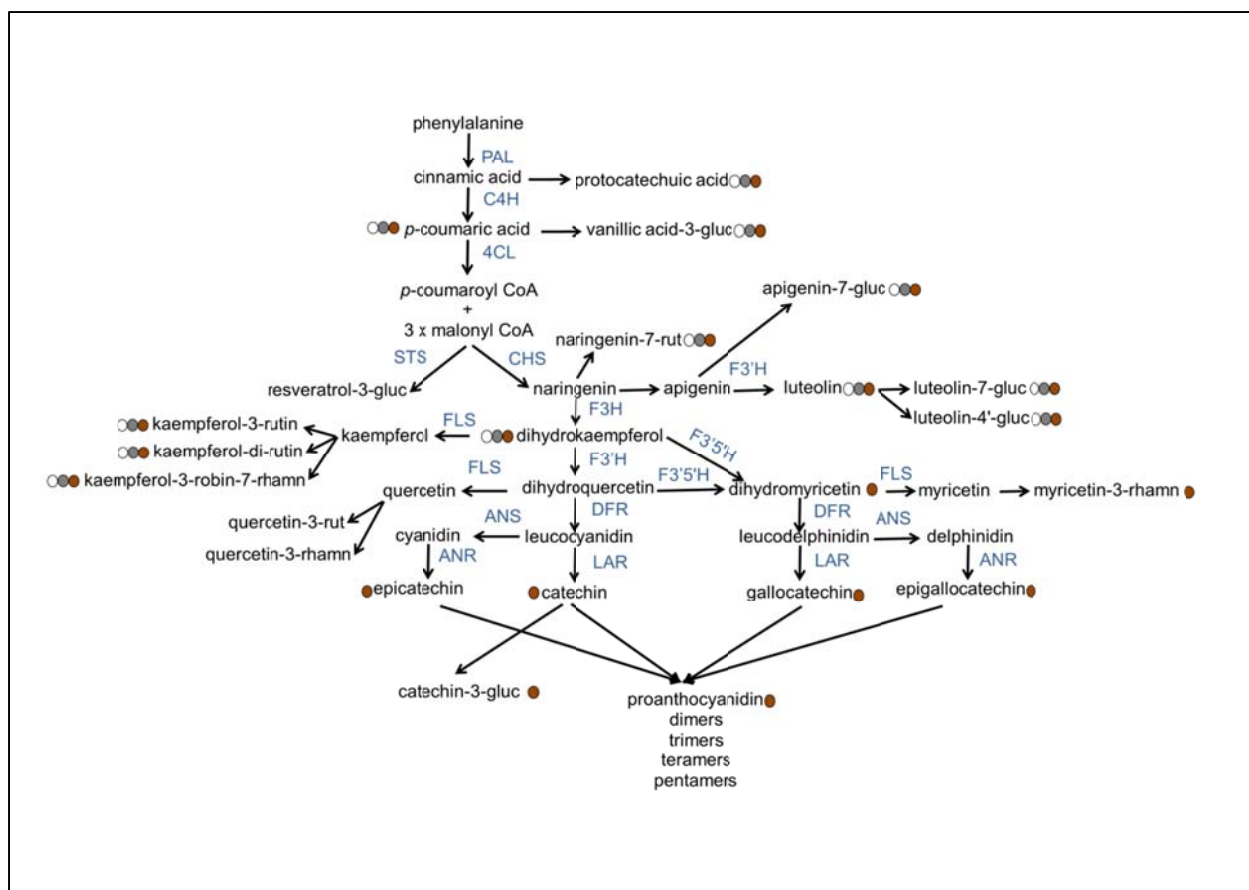 phenylalanine
PAL
cinnamic acid
protocatechuic acid
C4H
p-coumaric acid
vanillic acid-3-gluc
4CL
p-coumaroyl CoA
apigenin-7-gluc
+
3 x malonyl CoA
naringenin-7-rut
STS
CHS
F3'H
resveratrol-3-gluc
naringenin
apigenin
luteolin
luteolin-7-gluc
F3H
luteolin-4'-gluc
kaempferol-3-rutin
FLS
kaempferol
dihydrokaempferol
F3'5'H
kaempferol-di-rutin
F3'H
kaempferol-3-robin-7-rhamn
FLS
F3'5'H
FLS
quercetin
dihydroquercetin
dihydromyricetin
myricetin
myricetin-3-rhamn
quercetin-3-rut
ANS
DFR
DFR
ANS
cyanidin
leucocyanidin
leucodelphinidin
delphinidin
quercetin-3-rhamn
ANR
LAR
LAR
ANR
epicatechin
catechin
gallocatechin
epigallocatechin
catechin-3-gluc
proanthocyanidin
dimers
trimers
teramers
pentamers